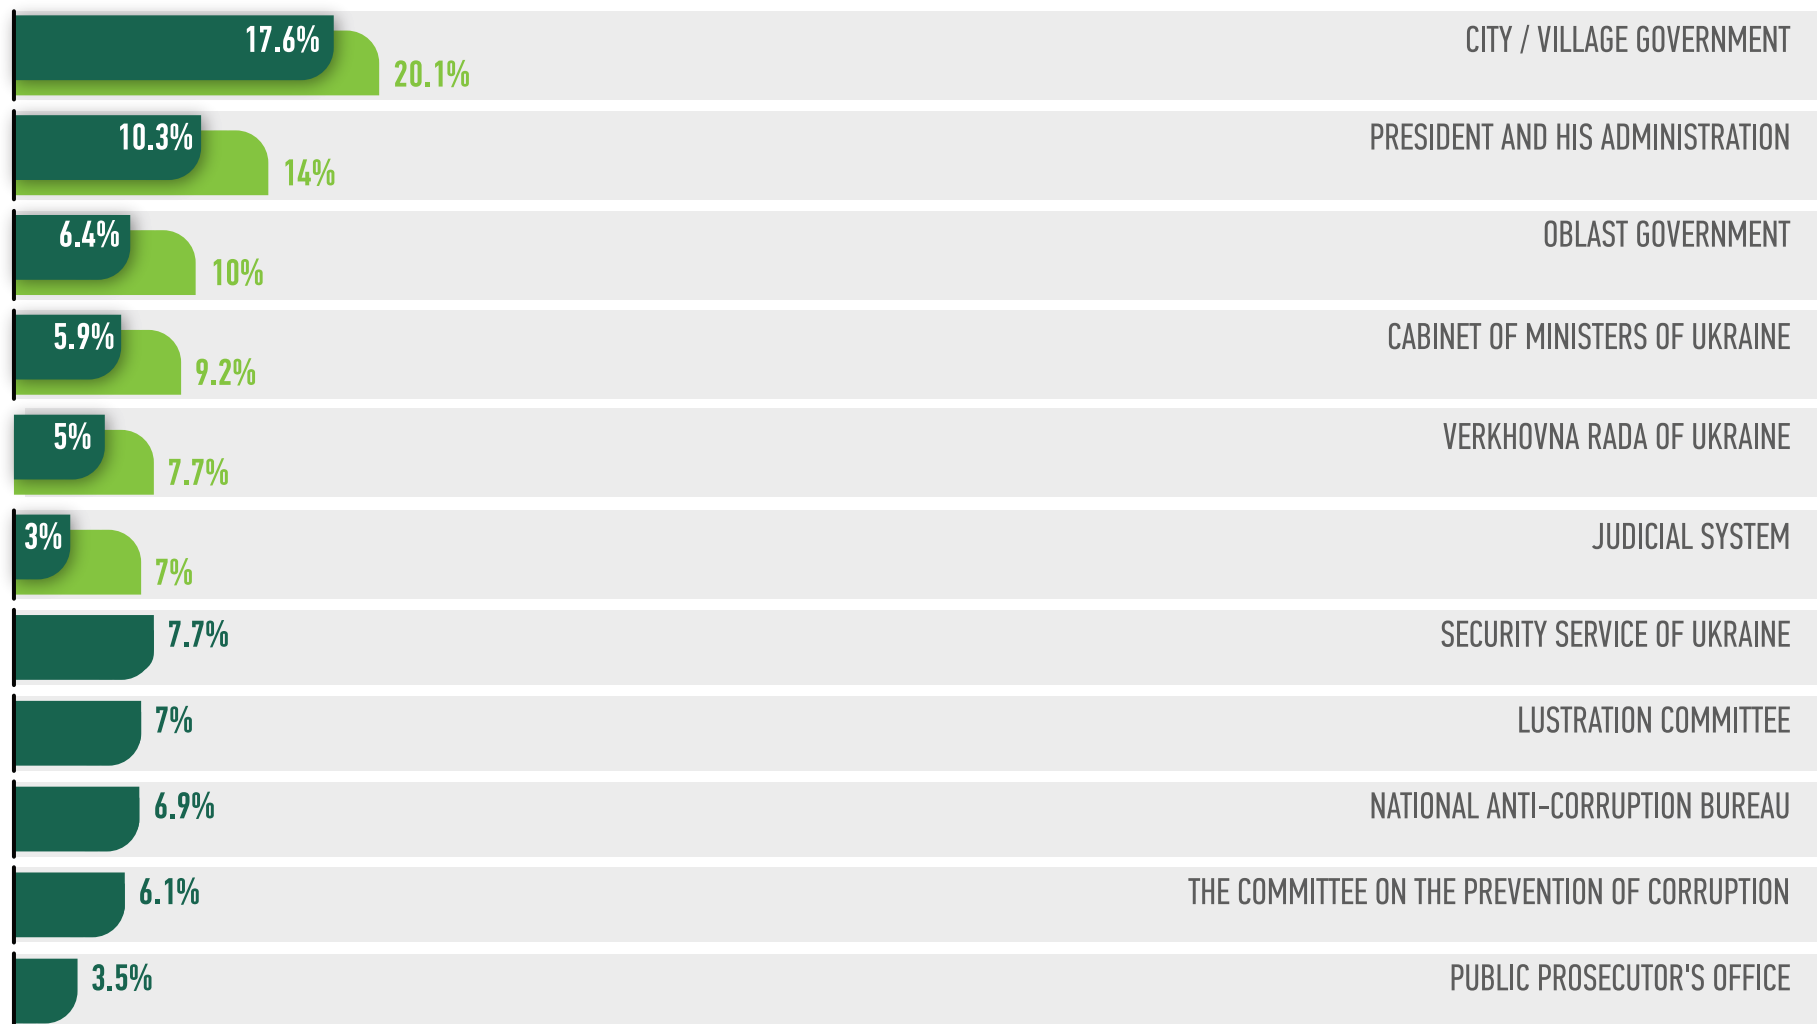 17.6% CITY / VILLAGE GOVERNMENT
20.1%
10.3% PRESIDENT AND HIS ADMINISTRATION
14%
6.4% OBLAST GOVERNMENT
10%
5.9% CABINET OF MINISTERS OF UKRAINE
9.2%
5% VERKHOVNA RADA OF UKRAINE
7.7%
3% JUDICIAL SYSTEM
7%
7.7% SECURITY SERVICE OF UKRAINE
7% LUSTRATION COMMITTEE
6.9% NATIONAL ANTI-CORRUPTION BUREAU
6.1% THE COMMITTEE ON THE PREVENTION OF CORRUPTION
3.5% PUBLIC PROSECUTOR'S OFFICE